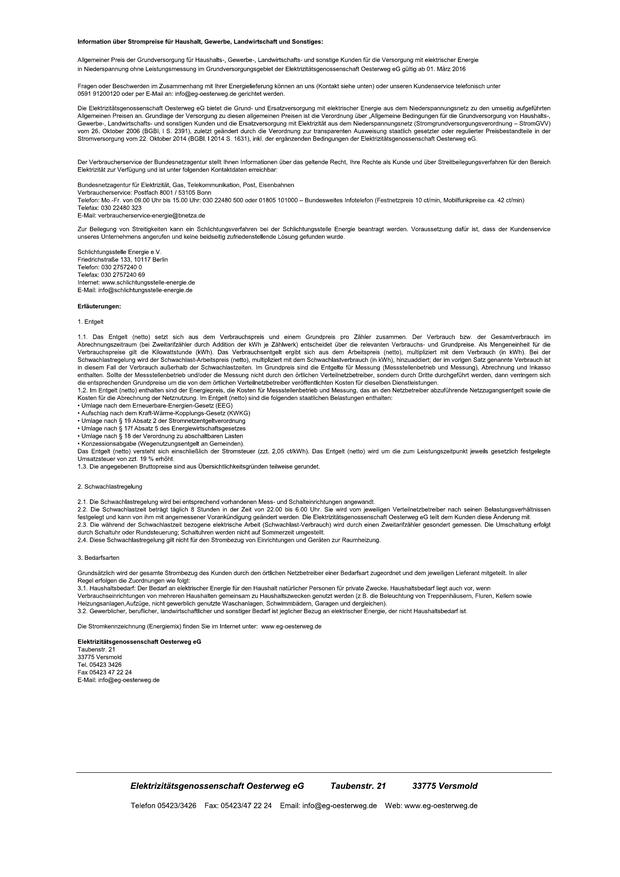 Information über Strompreise für Haushalt, Gewerbe, Landwirtschaft und Sonstiges:
Allgemeiner Preis der Grundversorgung für Haushalts-, Gewerbe-, Landwirtschafts- und sonstige Kunden für die Versorgung mit elektrischer Energie
in Niederspannung ohne Leistungsmessung im Grundversorgungsgebiet der Elektrizitätsgenossenschaft Oesterweg eG gültig ab 01. März 2016
Fragen oder Beschwerden im Zusammenhang mit Ihrer Energielieferung können an uns (Kontakt siehe unten) oder unseren Kundenservice telefonisch unter
0591 91200120 oder per E-Mail an: info@eg-oesterweg.de gerichtet werden.
Die Elektrizitätsgenossenschaft Oesterweg eG bietet die Grund- und Ersatzversorgung mit elektrischer Energie aus dem Niederspannungsnetz zu den umseitig aufgeführten
Allgemeinen Preisen an. Grundlage der Versorgung zu diesen allgemeinen Preisen ist die Verordnung über „Allgemeine Bedingungen für die Grundversorgung von Haushalts-,
Gewerbe-, Landwirtschafts- und sonstigen Kunden und die Ersatzversorgung mit Elektrizität aus dem Niederspannungsnetz (Stromgrundversorgungsverordnung – StromGVV)
vom 26. Oktober 2006 (BGBl. I S. 2391), zuletzt geändert durch die Verordnung zur transparenten Ausweisung staatlich gesetzter oder regulierter Preisbestandteile in der
Stromversorgung vom 22. Oktober 2014 (BGBl. I 2014 S. 1631), inkl. der ergänzenden Bedingungen der Elektrizitätsgenossenschaft Oesterweg eG.
Der Verbraucherservice der Bundesnetzagentur stellt Ihnen Informationen über das geltende Recht, Ihre Rechte als Kunde und über Streitbeilegungsverfahren für den Bereich
Elektrizität zur Verfügung und ist unter folgenden Kontaktdaten erreichbar:
Bundesnetzagentur für Elektrizität, Gas, Telekommunikation, Post, Eisenbahnen
Verbraucherservice: Postfach 8001 / 53105 Bonn
Telefon: Mo.-Fr. von 09.00 Uhr bis 15.00 Uhr: 030 22480 500 oder 01805 101000 – Bundesweites Infotelefon (Festnetzpreis 10 ct/min, Mobilfunkpreise ca. 42 ct/min)
Telefax: 030 22480 323
E-Mail: verbraucherservice-energie@bnetza.de
Zur Beilegung von Streitigkeiten kann ein Schlichtungsverfahren bei der Schlichtungsstelle Energie beantragt werden. Voraussetzung dafür ist, dass der Kundenservice
unseres Unternehmens angerufen und keine beidseitig zufriedenstellende Lösung gefunden wurde.
Schlichtungsstelle Energie e.V.
Friedrichstraße 133, 10117 Berlin
Telefon: 030 2757240 0
Telefax: 030 2757240 69
Internet: www.schlichtungsstelle-energie.de
E-Mail: info@schlichtungsstelle-energie.de
Erläuterungen:
1. Entgelt
1.1. Das Entgelt (netto) setzt sich aus dem Verbrauchspreis und einem Grundpreis pro Zähler zusammen. Der Verbrauch bzw. der Gesamtverbrauch im
Abrechnungszeitraum (bei Zweitarifzähler durch Addition der kWh je Zählwerk) entscheidet über die relevanten Verbrauchs- und Grundpreise. Als Mengeneinheit für die
Verbrauchspreise gilt die Kilowattstunde (kWh). Das Verbrauchsentgelt ergibt sich aus dem Arbeitspreis (netto), multipliziert mit dem Verbrauch (in kWh). Bei der
Schwachlastregelung wird der Schwachlast-Arbeitspreis (netto), multipliziert mit dem Schwachlastverbrauch (in kWh), hinzuaddiert; der im vorigen Satz genannte Verbrauch ist
in diesem Fall der Verbrauch außerhalb der Schwachlastzeiten. Im Grundpreis sind die Entgelte für Messung (Messstellenbetrieb und Messung), Abrechnung und Inkasso
enthalten. Sollte der Messstellenbetrieb und/oder die Messung nicht durch den örtlichen Verteilnetzbetreiber, sondern durch Dritte durchgeführt werden, dann verringern sich
die entsprechenden Grundpreise um die von dem örtlichen Verteilnetzbetreiber veröffentlichten Kosten für dieselben Dienstleistungen.
1.2. Im Entgelt (netto) enthalten sind der Energiepreis, die Kosten für Messstellenbetrieb und Messung, das an den Netzbetreiber abzuführende Netzzugangsentgelt sowie die
Kosten für die Abrechnung der Netznutzung. Im Entgelt (netto) sind die folgenden staatlichen Belastungen enthalten:
• Umlage nach dem Erneuerbare-Energien-Gesetz (EEG)
• Aufschlag nach dem Kraft-Wärme-Kopplungs-Gesetz (KWKG)
• Umlage nach § 19 Absatz 2 der Stromnetzentgeltverordnung
• Umlage nach § 17f Absatz 5 des Energiewirtschaftsgesetzes
• Umlage nach § 18 der Verordnung zu abschaltbaren Lasten
• Konzessionsabgabe (Wegenutzungsentgelt an Gemeinden).
Das Entgelt (netto) versteht sich einschließlich der Stromsteuer (zzt. 2,05 ct/kWh). Das Entgelt (netto) wird um die zum Leistungszeitpunkt jeweils gesetzlich festgelegte
Umsatzsteuer von zzt. 19 % erhöht.
1.3. Die angegebenen Bruttopreise sind aus Übersichtlichkeitsgründen teilweise gerundet.
2. Schwachlastregelung
2.1. Die Schwachlastregelung wird bei entsprechend vorhandenen Mess- und Schalteinrichtungen angewandt.
2.2. Die Schwachlastzeit beträgt täglich 8 Stunden in der Zeit von 22.00 bis 6.00 Uhr. Sie wird vom jeweiligen Verteilnetzbetreiber nach seinen Belastungsverhältnissen
festgelegt und kann von ihm mit angemessener Vorankündigung geändert werden. Die Elektrizitätsgenossenschaft Oesterweg eG teilt dem Kunden diese Änderung mit.
2.3. Die während der Schwachlastzeit bezogene elektrische Arbeit (Schwachlast-Verbrauch) wird durch einen Zweitarifzähler gesondert gemessen. Die Umschaltung erfolgt
durch Schaltuhr oder Rundsteuerung; Schaltuhren werden nicht auf Sommerzeit umgestellt.
2.4. Diese Schwachlastregelung gilt nicht für den Strombezug von Einrichtungen und Geräten zur Raumheizung.
3. Bedarfsarten
Grundsätzlich wird der gesamte Strombezug des Kunden durch den örtlichen Netzbetreiber einer Bedarfsart zugeordnet und dem jeweiligen Lieferant mitgeteilt. In aller
Regel erfolgen die Zuordnungen wie folgt:
3.1. Haushaltsbedarf: Der Bedarf an elektrischer Energie für den Haushalt natürlicher Personen für private Zwecke. Haushaltsbedarf liegt auch vor, wenn
Verbrauchseinrichtungen von mehreren Haushalten gemeinsam zu Haushaltszwecken genutzt werden (z.B. die Beleuchtung von Treppenhäusern, Fluren, Kellern sowie
Heizungsanlagen,Aufzüge, nicht gewerblich genutzte Waschanlagen, Schwimmbädern, Garagen und dergleichen).
3.2. Gewerblicher, beruflicher, landwirtschaftlicher und sonstiger Bedarf ist jeglicher Bezug an elektrischer Energie, der nicht Haushaltsbedarf ist.
Die Stromkennzeichnung (Energiemix) finden Sie im Internet unter: www.eg-oesterweg.de
Elektrizitätsgenossenschaft Oesterweg eG
Taubenstr. 21
33775 Versmold
Tel. 05423 3426
Fax 05423 47 22 24
E-Mail: info@eg-oesterweg.de
Elektrizitätsgenossenschaft Oesterweg eG Taubenstr. 21 33775 Versmold
Telefon 05423/3426 Fax: 05423/47 22 24 Email: info@eg-oesterweg.de Web: www.eg-oesterweg.de